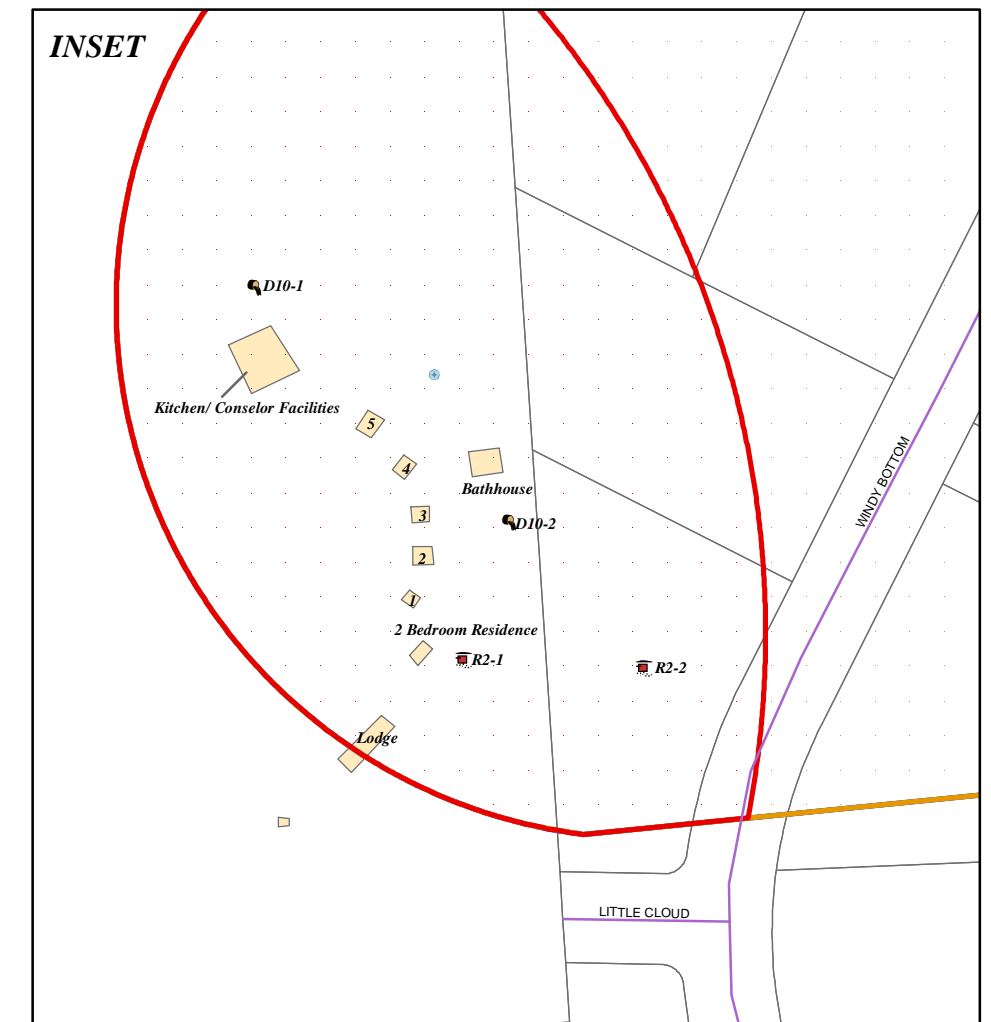 INSET
D10-1
Kitchen/ Conselor Facilities
5
4
Bathhouse
3
D10-2
2
1
2 Bedroom Residence
R2-1
R2-2
Lodge
WINDY BOTTOM
LITTLE CLOUD